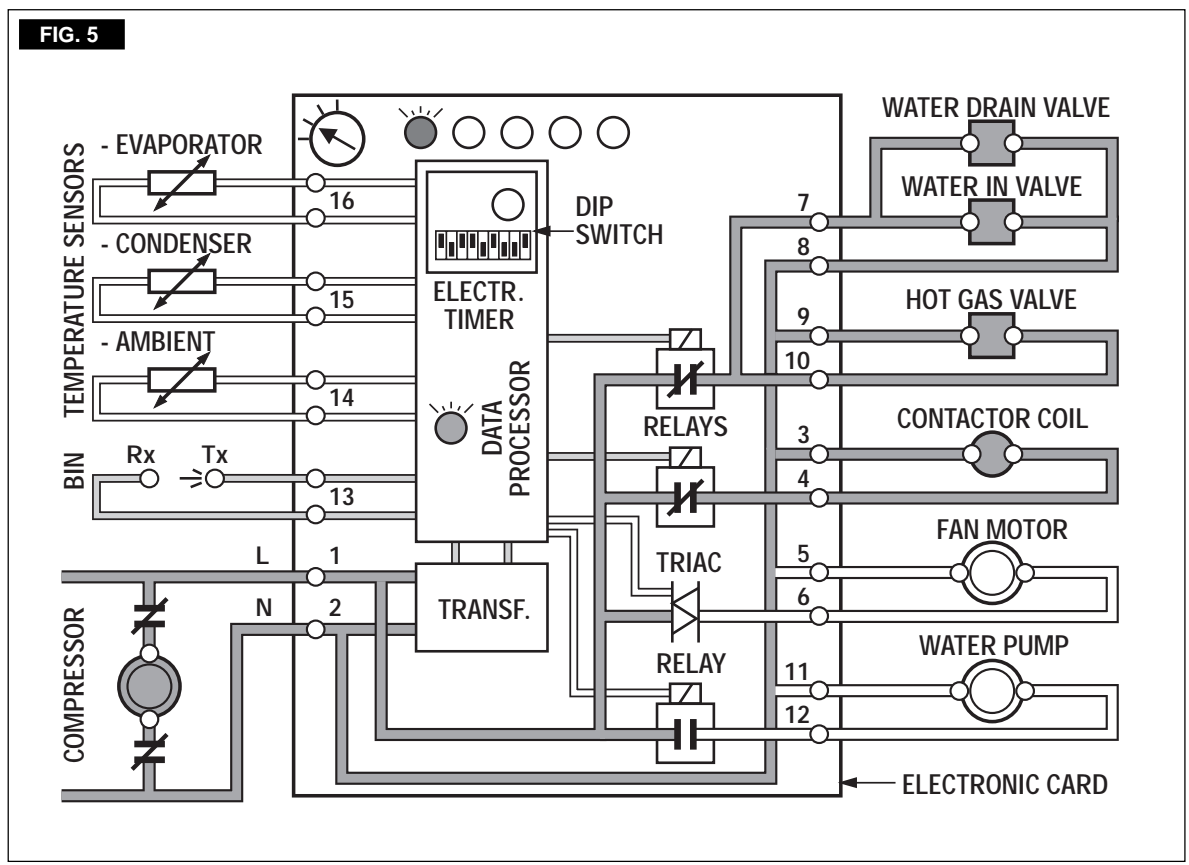 FIG. 5
TEMPERATURE SENSORS
- EVAPORATOR
16
- CONDENSER
15
- AMBIENT
14
BIN
Rx
Tx
13
L
1
N
2
COMPRESSOR
DIP
SWITCH
ELECTR.
TIMER
DATA
PROCESSOR
TRANSF.
RELAYS
TRIAC
RELAY
WATER DRAIN VALVE
WATER IN VALVE
7
8
HOT GAS VALVE
9
10
CONTACTOR COIL
3
4
FAN MOTOR
5
6
WATER PUMP
11
12
ELECTRONIC CARD